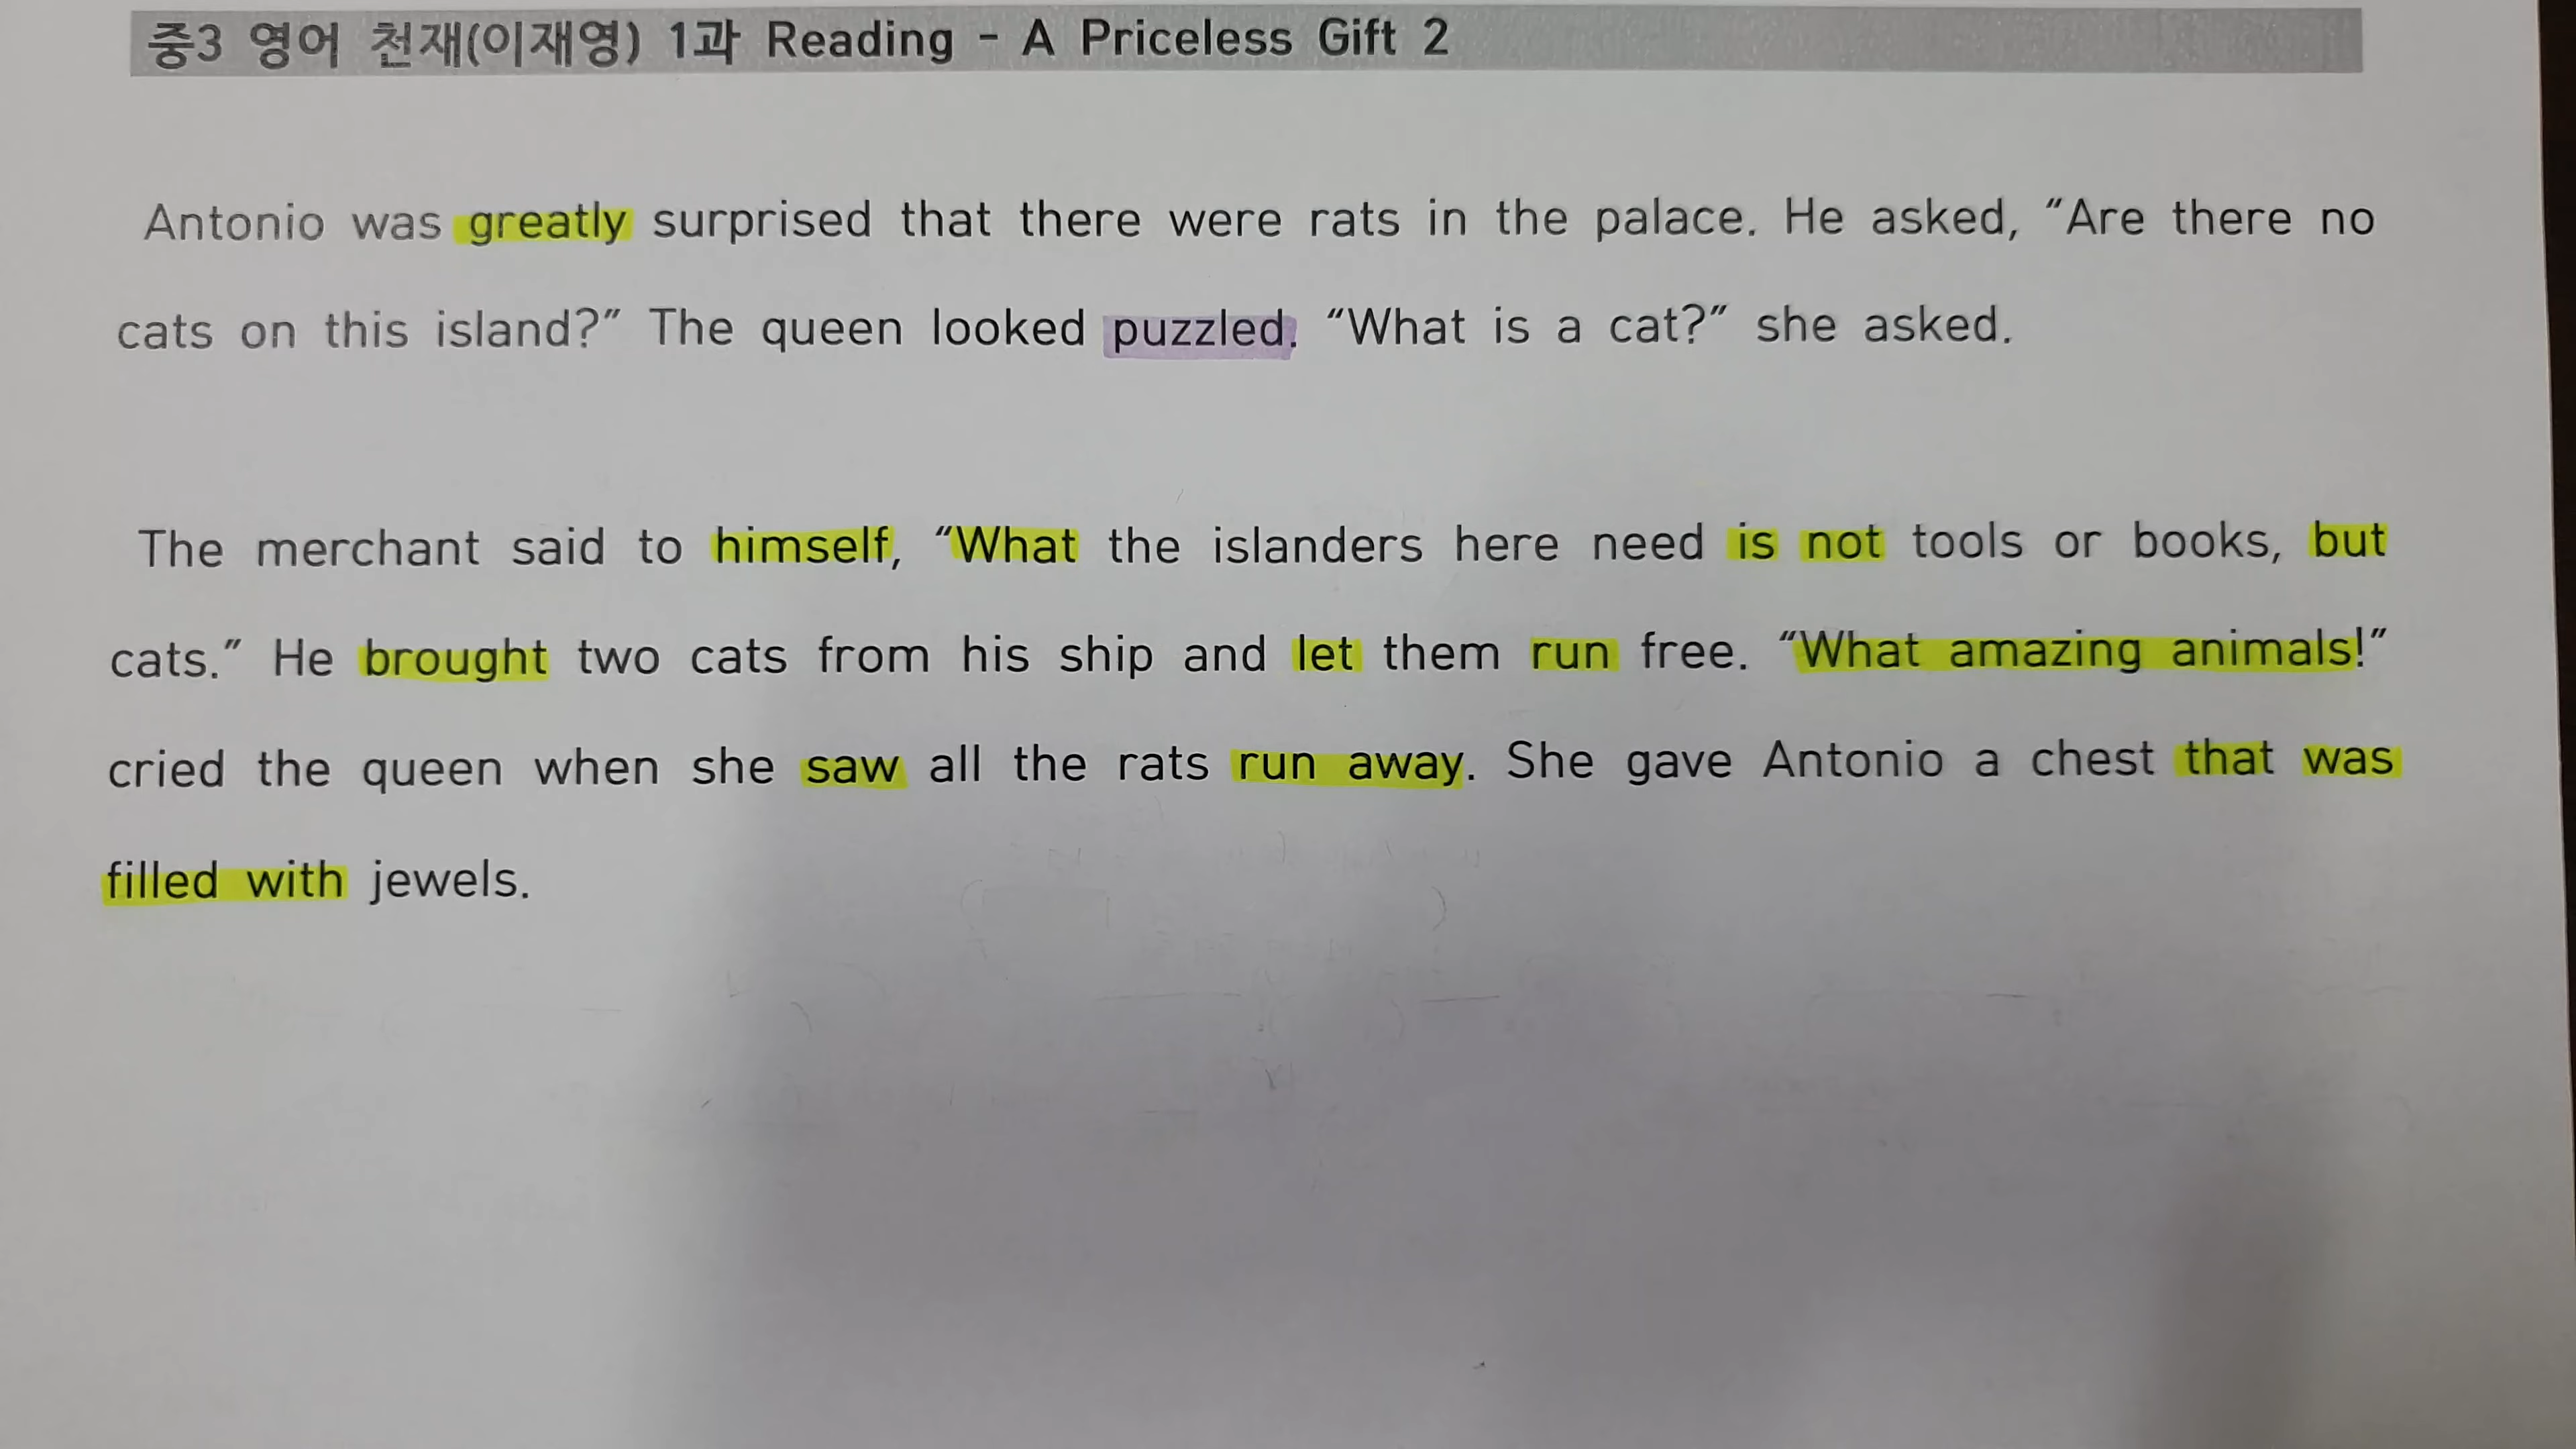 중3 영어 천재(이재영) 1과 Reading - A Priceless Gift 2
Antonio was greatly surprised that there were rats in the palace. He asked, “Are there no
cats on this island?” The queen looked puzzled. “What is a cat?” she asked.
The merchant said to himself, “What the islanders here need is not tools or books, but
cats.” He brought two cats from his ship and let them run free. “What amazing animals!”
cried the queen when she saw all the rats run away. She gave Antonio a chest that was
filled with jewels.